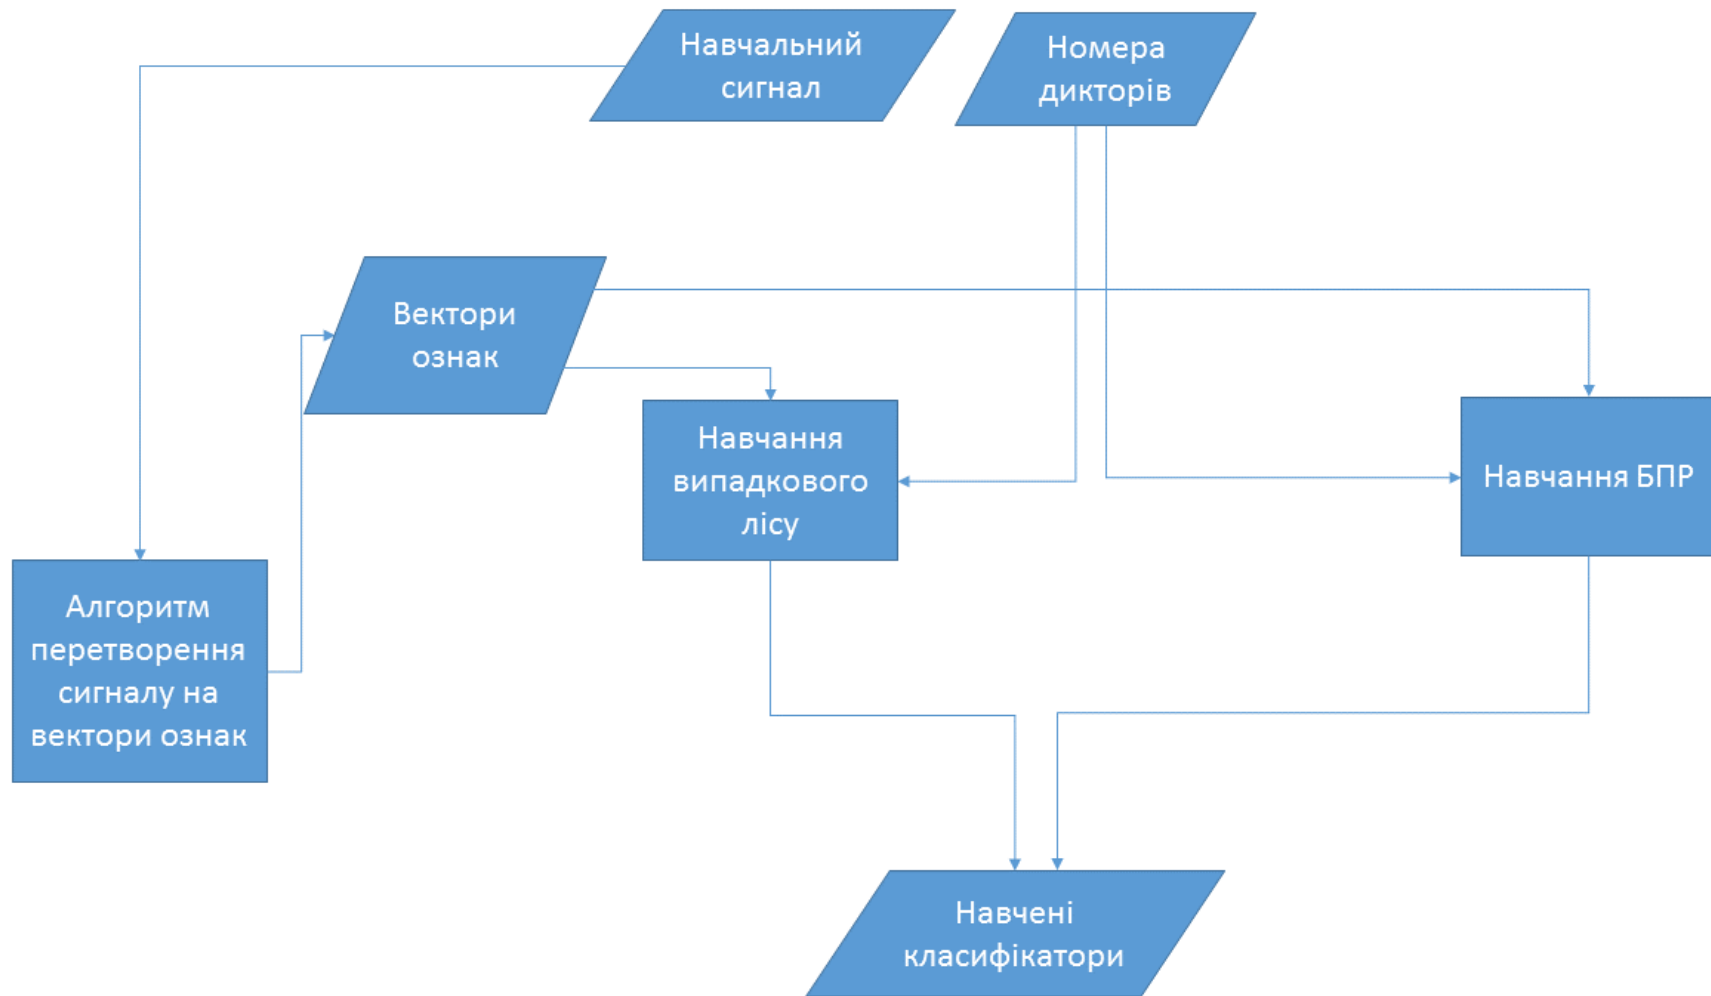 Навчальний
сигнал
Номера
дикторів
Вектори
ознак
Навчання
випадкового
лісу
Навчання БПР
Алгоритм
перетворення
сигналу на
вектори ознак
Навчені
класифікатори